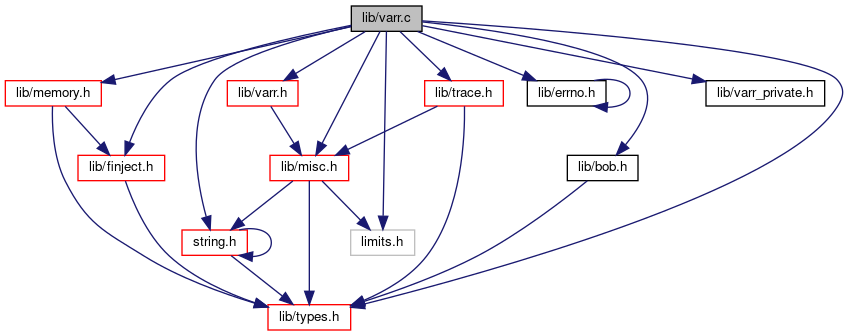 lib/varr.c
lib/memory.h
lib/varr.h
lib/trace.h
lib/errno.h
lib/varr_private.h
lib/finject.h
lib/misc.h
lib/bob.h
string.h
limits.h
lib/types.h